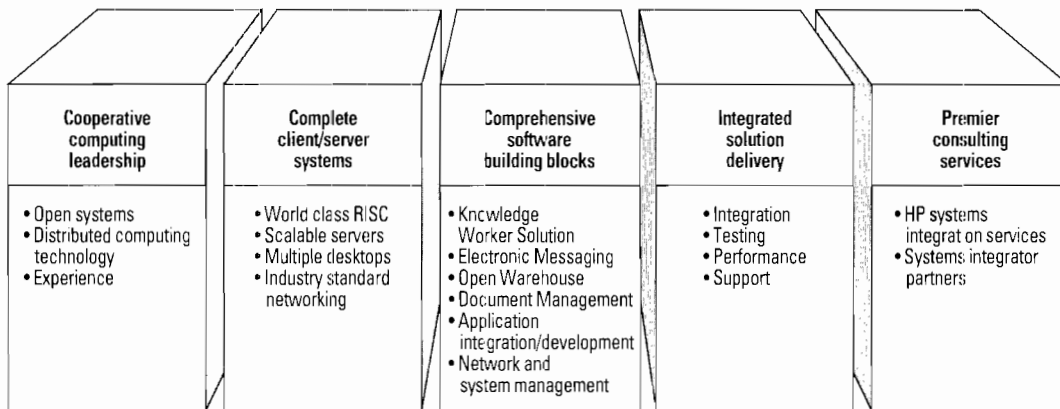 Cooperative
computing
leadership
• Open systems
• Distributed computing
technology
• Experience
Complete
client/server
systems
• World class RISC
• Scalable servers
• Multiple desktops
• Industry standard
networking
Comprehensive
software
building blocks
• Knowledge
Worker Solution
• Electronic Messaging
• Open Warehouse
• Document Management
• Application
integration/development
• Network and
system management
Integrated
solution
delivery
• Integration
• Testing
• Performance
• Support
Premier
consulting
services
• HP systems
integration services
• Systems integrator
partners